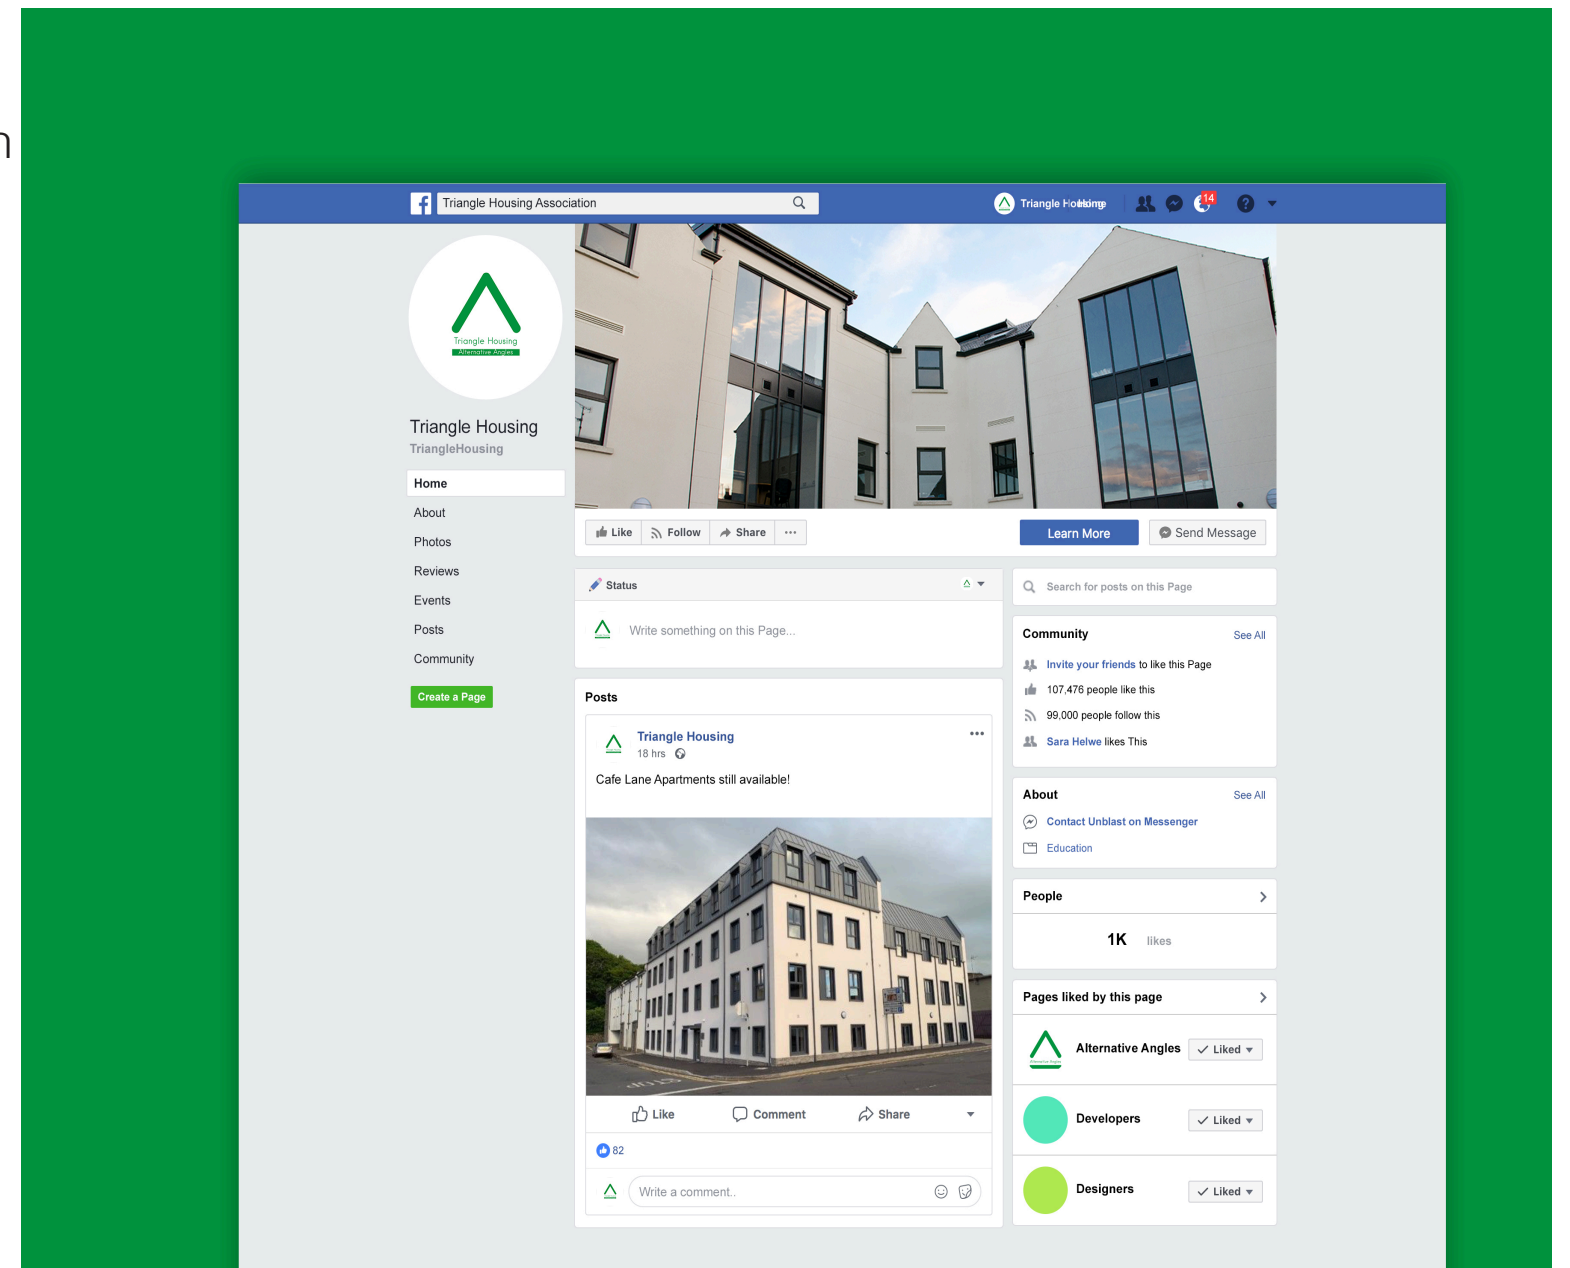 n
Triangle Housing Association
Triangle Housing
Home
14
Triangle Housing
Alternative Angles
Triangle Housing
TriangleHousing
Home
About
Photos
Reviews
Events
Posts
Community
Create a Page
Like
Follow
Share
Learn More
Send Message
Status
Write something on this Page...
Posts
Triangle Housing
18 hrs
Cafe Lane Apartments still available!
STOP
Like
Comment
Share
82
Write a comment..
Search for posts on this Page
Community
See All
Invite your friends to like this Page
107,476 people like this
99,000 people follow this
Sara Helwe likes This
About
See All
Contact Unblast on Messenger
Education
People
1K likes
Pages liked by this page
Alternative Angles
Alternative Angles
Liked
Developers
Liked
Designers
Liked